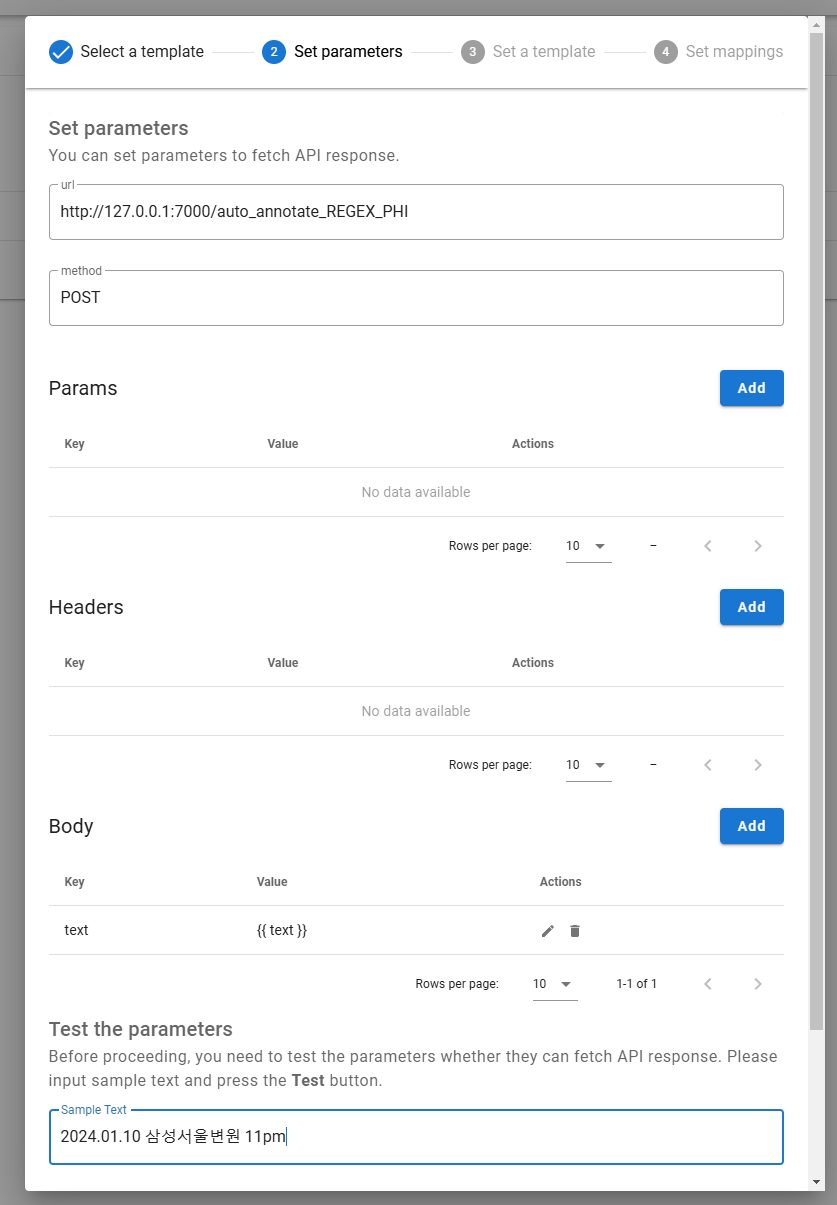 Select a template
2 Set parameters
3 Set a template
4 Set mappings
Set parameters
You can set parameters to fetch API response.
url
http://127.0.0.1:7000/auto_annotate_REGEX_PHI
method
POST
Params
Add
Key Value Actions
No data available
Rows per page: 10 –
Headers
Add
Key Value Actions
No data available
Rows per page: 10 –
Body
Add
Key Value Actions
text {{ text }}
Rows per page: 10 1-1 of 1
Test the parameters
Before proceeding, you need to test the parameters whether they can fetch API response. Please
input sample text and press the Test button.
Sample Text
2024.01.10 삼성서울변원 11pm